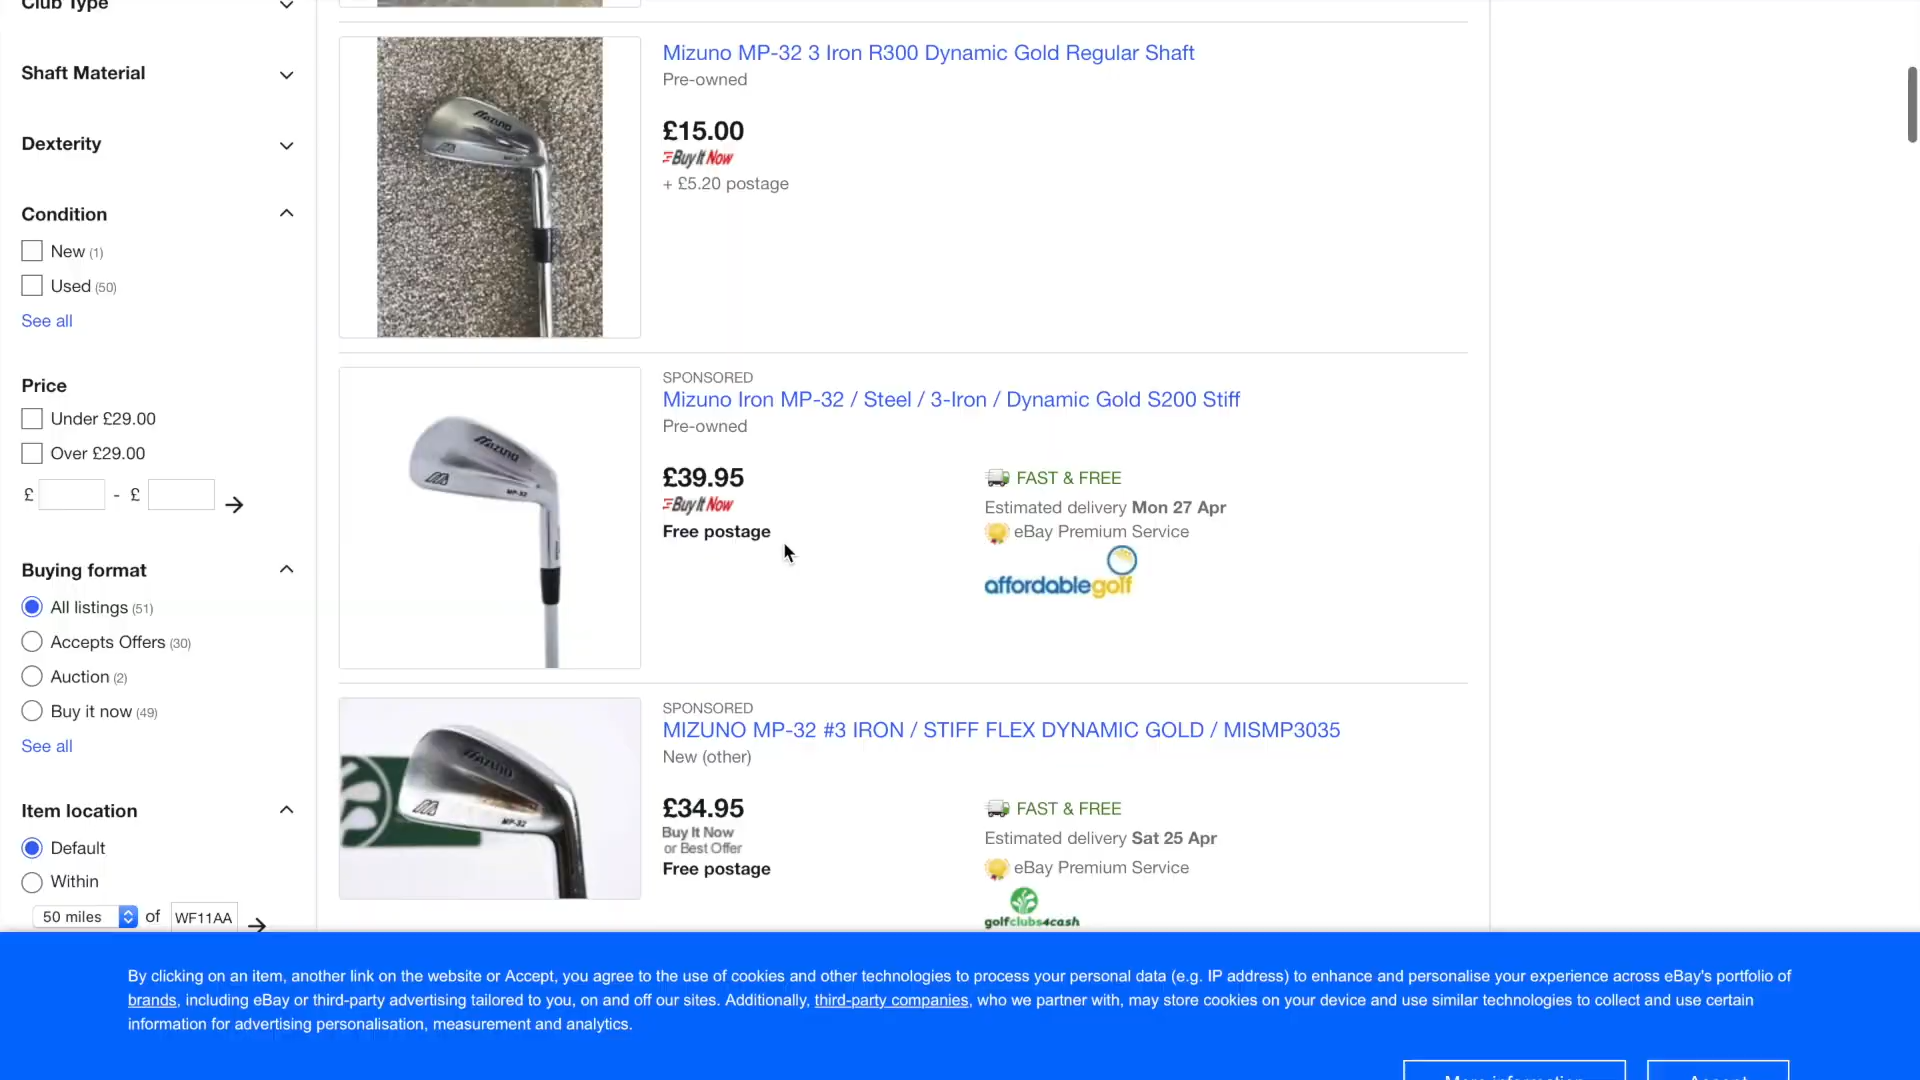 Club Type
Shaft Material
Dexterity
Condition
New (1)
Used (50)
See all
Price
Under £29.00
Over £29.00
£ - £
Buying format
All listings (51)
Accepts Offers (30)
Auction (2)
Buy it now (49)
See all
Item location
Default
Within
50 miles of WF11AA
Mizuno MP-32 3 Iron R300 Dynamic Gold Regular Shaft
Pre-owned
£15.00
Buy It Now
+ £5.20 postage
MIZUNO
SPONSORED
Mizuno Iron MP-32 / Steel / 3-Iron / Dynamic Gold S200 Stiff
Pre-owned
£39.95
Buy It Now
Free postage
FAST & FREE
Estimated delivery Mon 27 Apr
eBay Premium Service
affordablegolf
MIZUNO
MP-32
SPONSORED
MIZUNO MP-32 #3 IRON / STIFF FLEX DYNAMIC GOLD / MISMP3035
New (other)
£34.95
Buy It Now
or Best Offer
Free postage
FAST & FREE
Estimated delivery Sat 25 Apr
eBay Premium Service
golfclubs4cash
MIZUNO
MP-32
By clicking on an item, another link on the website or Accept, you agree to the use of cookies and other technologies to process your personal data (e.g. IP address) to enhance and personalise your experience across eBay's portfolio of
brands, including eBay or third-party advertising tailored to you, on and off our sites. Additionally, third-party companies, who we partner with, may store cookies on your device and use similar technologies to collect and use certain
information for advertising personalisation, measurement and analytics.